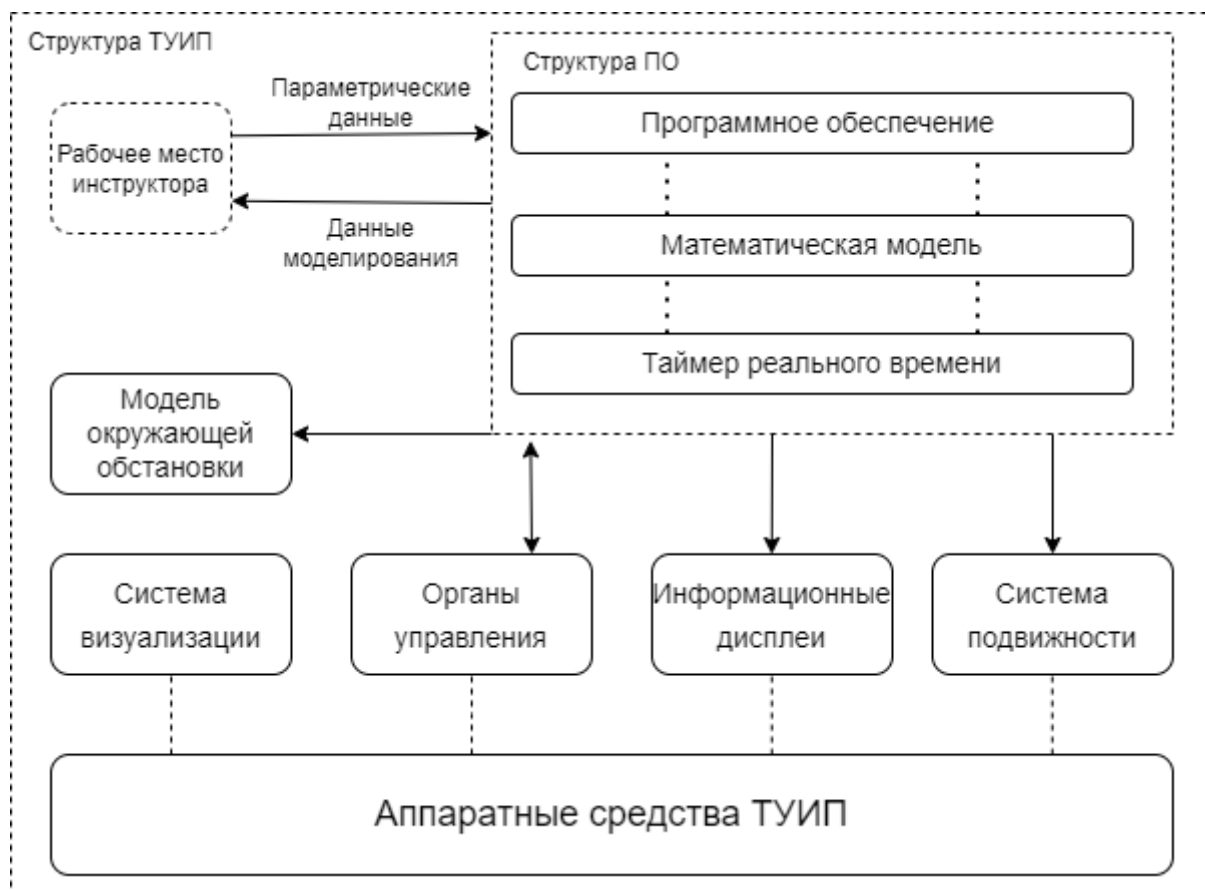 Структура ТУИП
Структура ПО
Параметрические
данные
Программное обеспечение
Рабочее место
инструктора
Данные
моделирования
Математическая модель
Таймер реального времени
Модель
окружающей
обстановки
Система
визуализации
Органы
управления
Информационные
дисплеи
Система
подвижности
Аппаратные средства ТУИП